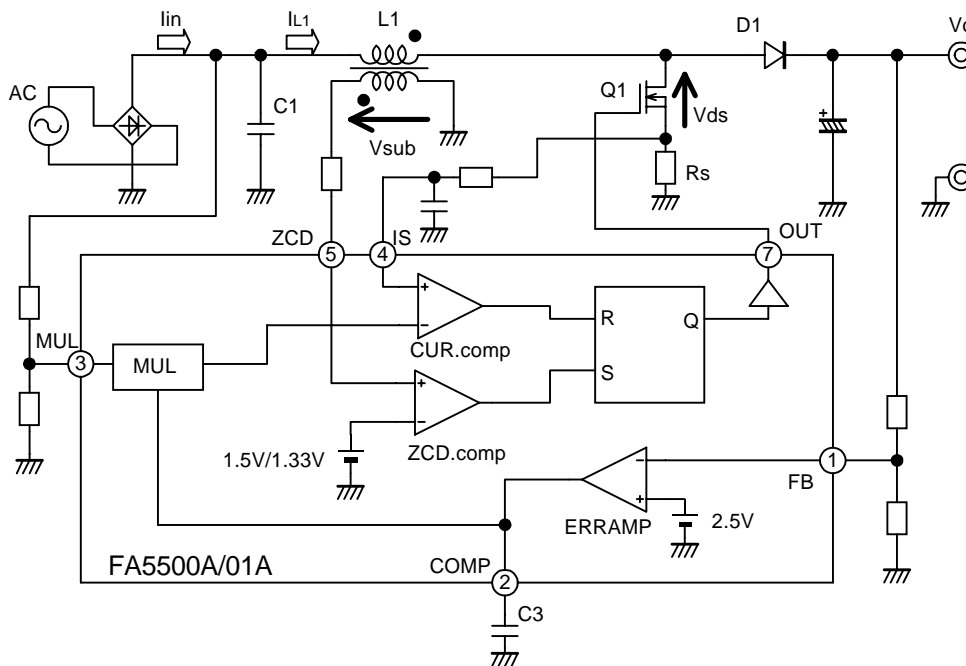 Iin
IL1
L1
D1
Vo
AC
C1
Q1
Vds
Vsub
+
Rs
ZCD
IS
OUT
5
4
7
+
R
Q
MUL
−
3
MUL
CUR.comp
S
+
−
1.5V/1.33V
ZCD.comp
−
1
FB
+
ERRAMP
2.5V
FA5500A/01A
COMP
2
C3